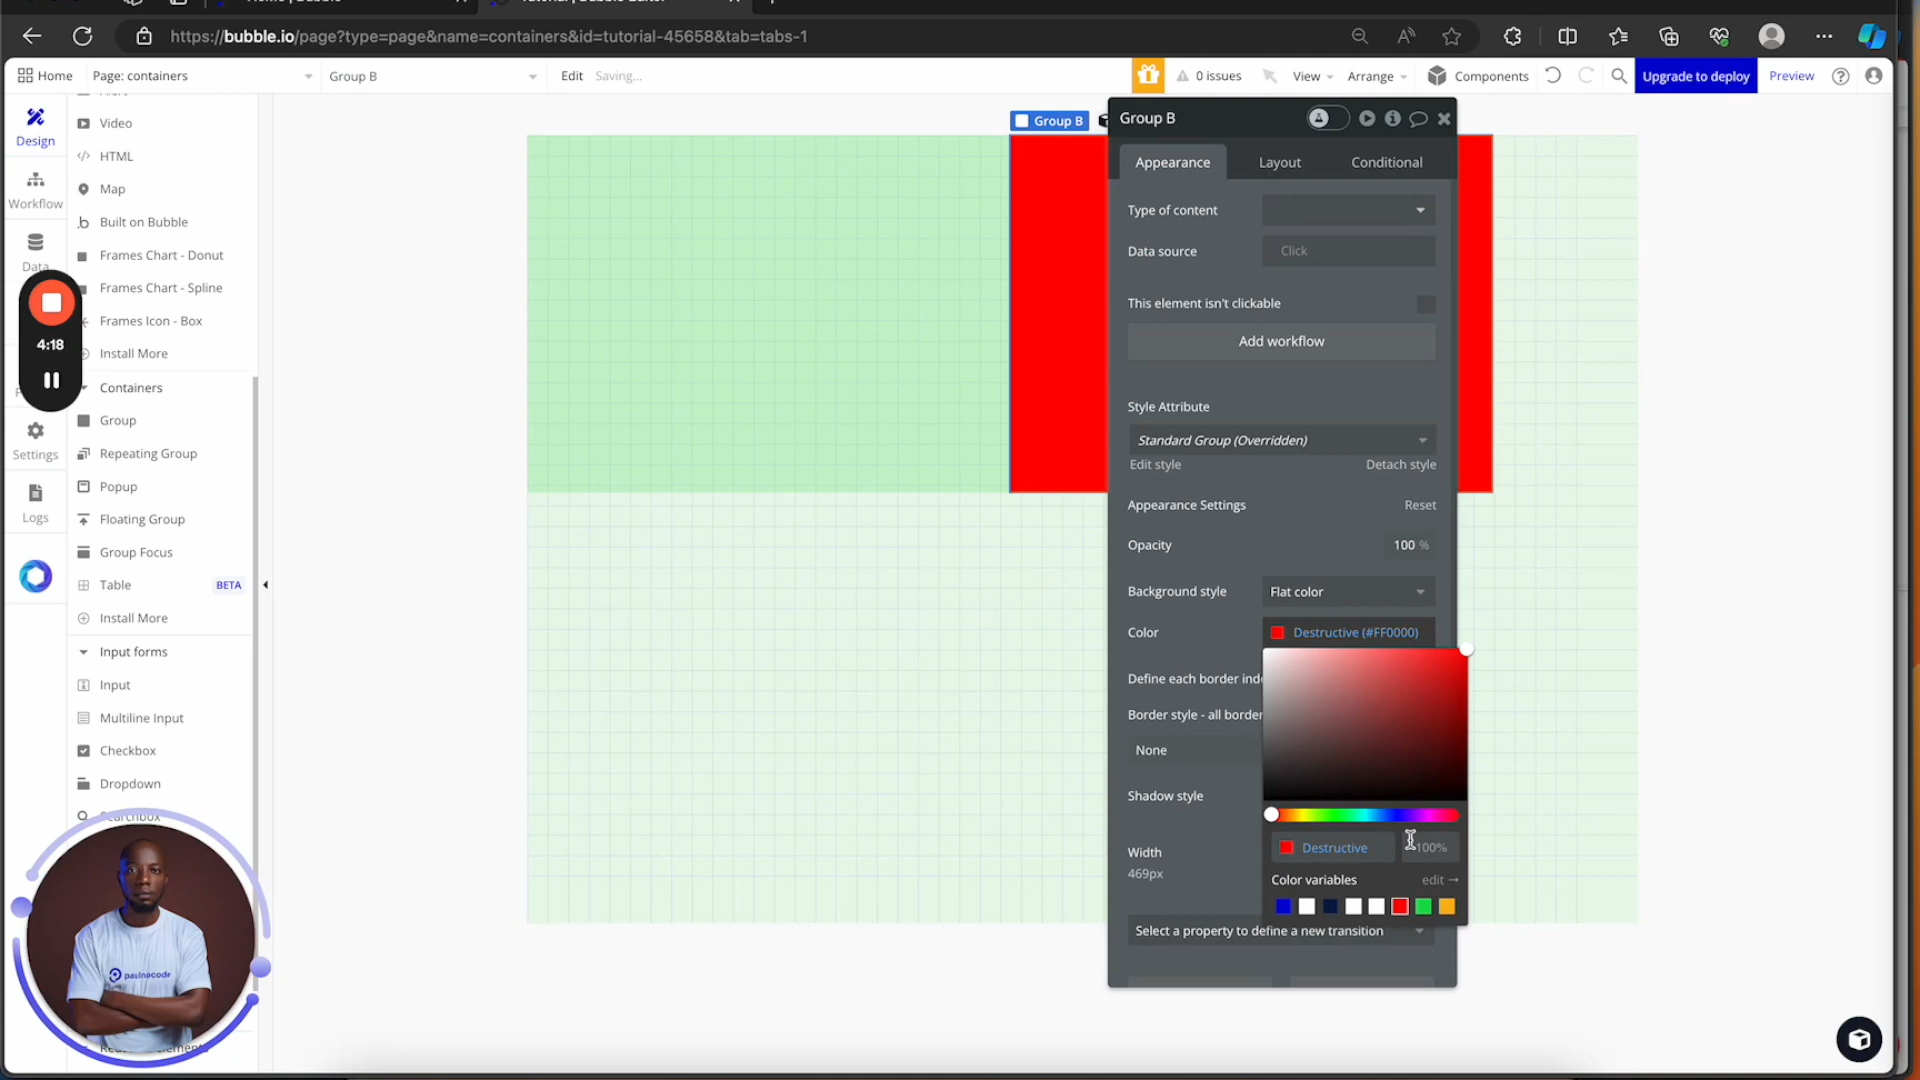 https://bubble.io/page?type=page&name=containers&id=tutorial-45658&tab=tabs-1
Home
Page: containers
Group B
Edit
Saving...
0 issues
View
Arrange
Components
Upgrade to deploy
Preview
Design
Workflow
Data
Settings
Logs
4:18
Video
HTML
Map
Built on Bubble
Frames Chart - Donut
Frames Chart - Spline
Frames Icon - Box
Install More
Containers
Group
Repeating Group
Popup
Floating Group
Group Focus
Table
BETA
Install More
Input forms
Input
Multiline Input
Checkbox
Dropdown
Group B
Group B
Appearance
Layout
Conditional
Type of content
Data source
Click
This element isn't clickable
Add workflow
Style Attribute
Standard Group (Overridden)
Edit style
Detach style
Appearance Settings
Reset
Opacity
100 %
Background style
Flat color
Color
Destructive (#FF0000)
Define each border inde
Border style - all border
None
Shadow style
Width
469px
Destructive
100%
Color variables
edit →
Select a property to define a new transition
paulnocode